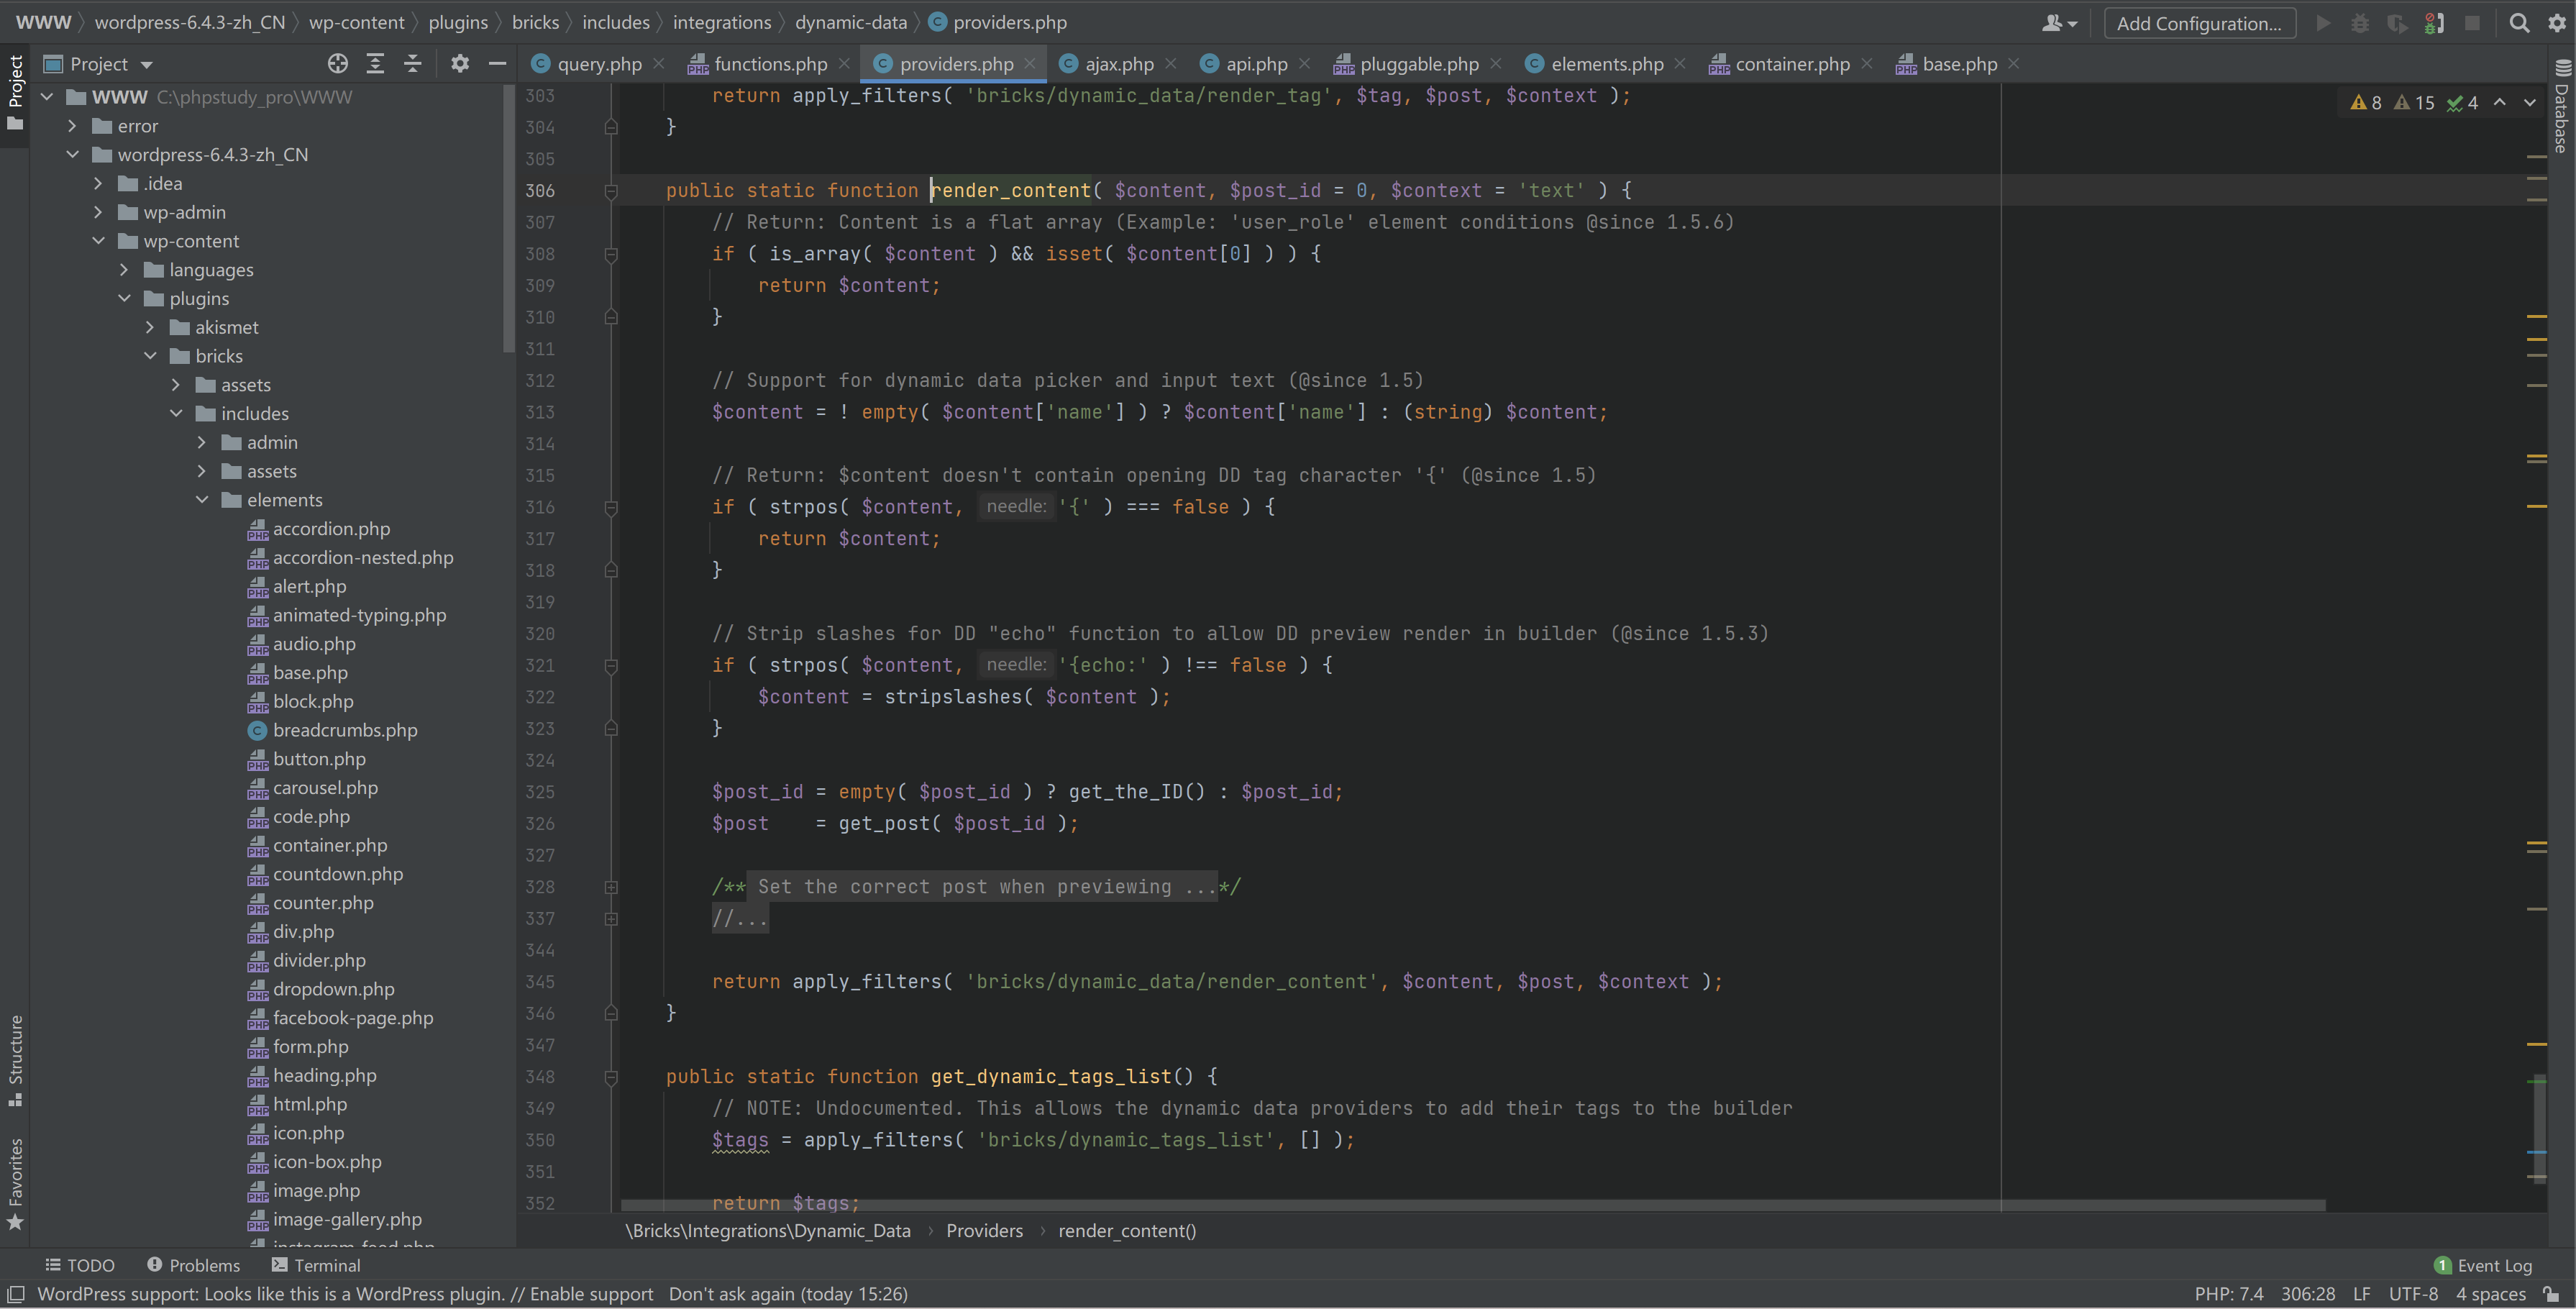 WWW wordpress-6.4.3-zh_CN wp-content plugins bricks includes integrations dynamic-data providers.php
Add Configuration...
Project
query.php functions.php providers.php ajax.php api.php pluggable.php elements.php container.php base.php
Project
Database
8 15 4
WWW C:\phpstudy_pro\WWW
error
wordpress-6.4.3-zh_CN
.idea
wp-admin
wp-content
languages
plugins
akismet
bricks
assets
includes
admin
assets
elements
accordion.php
accordion-nested.php
alert.php
animated-typing.php
audio.php
base.php
block.php
breadcrumbs.php
button.php
carousel.php
code.php
container.php
countdown.php
counter.php
div.php
divider.php
dropdown.php
facebook-page.php
form.php
heading.php
html.php
icon.php
icon-box.php
image.php
image-gallery.php
instagram-feed.php
Structure
Favorites
303 return apply_filters( 'bricks/dynamic_data/render_tag', $tag, $post, $context );
304 }
305
306 public static function render_content( $content, $post_id = 0, $context = 'text' ) {
307 // Return: Content is a flat array (Example: 'user_role' element conditions @since 1.5.6)
308 if ( is_array( $content ) && isset( $content[0] ) ) {
309 return $content;
310 }
311
312 // Support for dynamic data picker and input text (@since 1.5)
313 $content = ! empty( $content['name'] ) ? $content['name'] : (string) $content;
314
315 // Return: $content doesn't contain opening DD tag character '{' (@since 1.5)
316 if ( strpos( $content, needle: '{' ) === false ) {
317 return $content;
318 }
319
320 // Strip slashes for DD "echo" function to allow DD preview render in builder (@since 1.5.3)
321 if ( strpos( $content, needle: '{echo:' ) !== false ) {
322 $content = stripslashes( $content );
323 }
324
325 $post_id = empty( $post_id ) ? get_the_ID() : $post_id;
326 $post = get_post( $post_id );
327
328 /** Set the correct post when previewing ...*/
337 //...
344
345 return apply_filters( 'bricks/dynamic_data/render_content', $content, $post, $context );
346 }
347
348 public static function get_dynamic_tags_list() {
349 // NOTE: Undocumented. This allows the dynamic data providers to add their tags to the builder
350 $tags = apply_filters( 'bricks/dynamic_tags_list', [] );
351
352 return $tags;
\Bricks\Integrations\Dynamic_Data Providers render_content()
TODO Problems Terminal
1 Event Log
WordPress support: Looks like this is a WordPress plugin. // Enable support Don't ask again (today 15:26)
PHP: 7.4 306:28 LF UTF-8 4 spaces